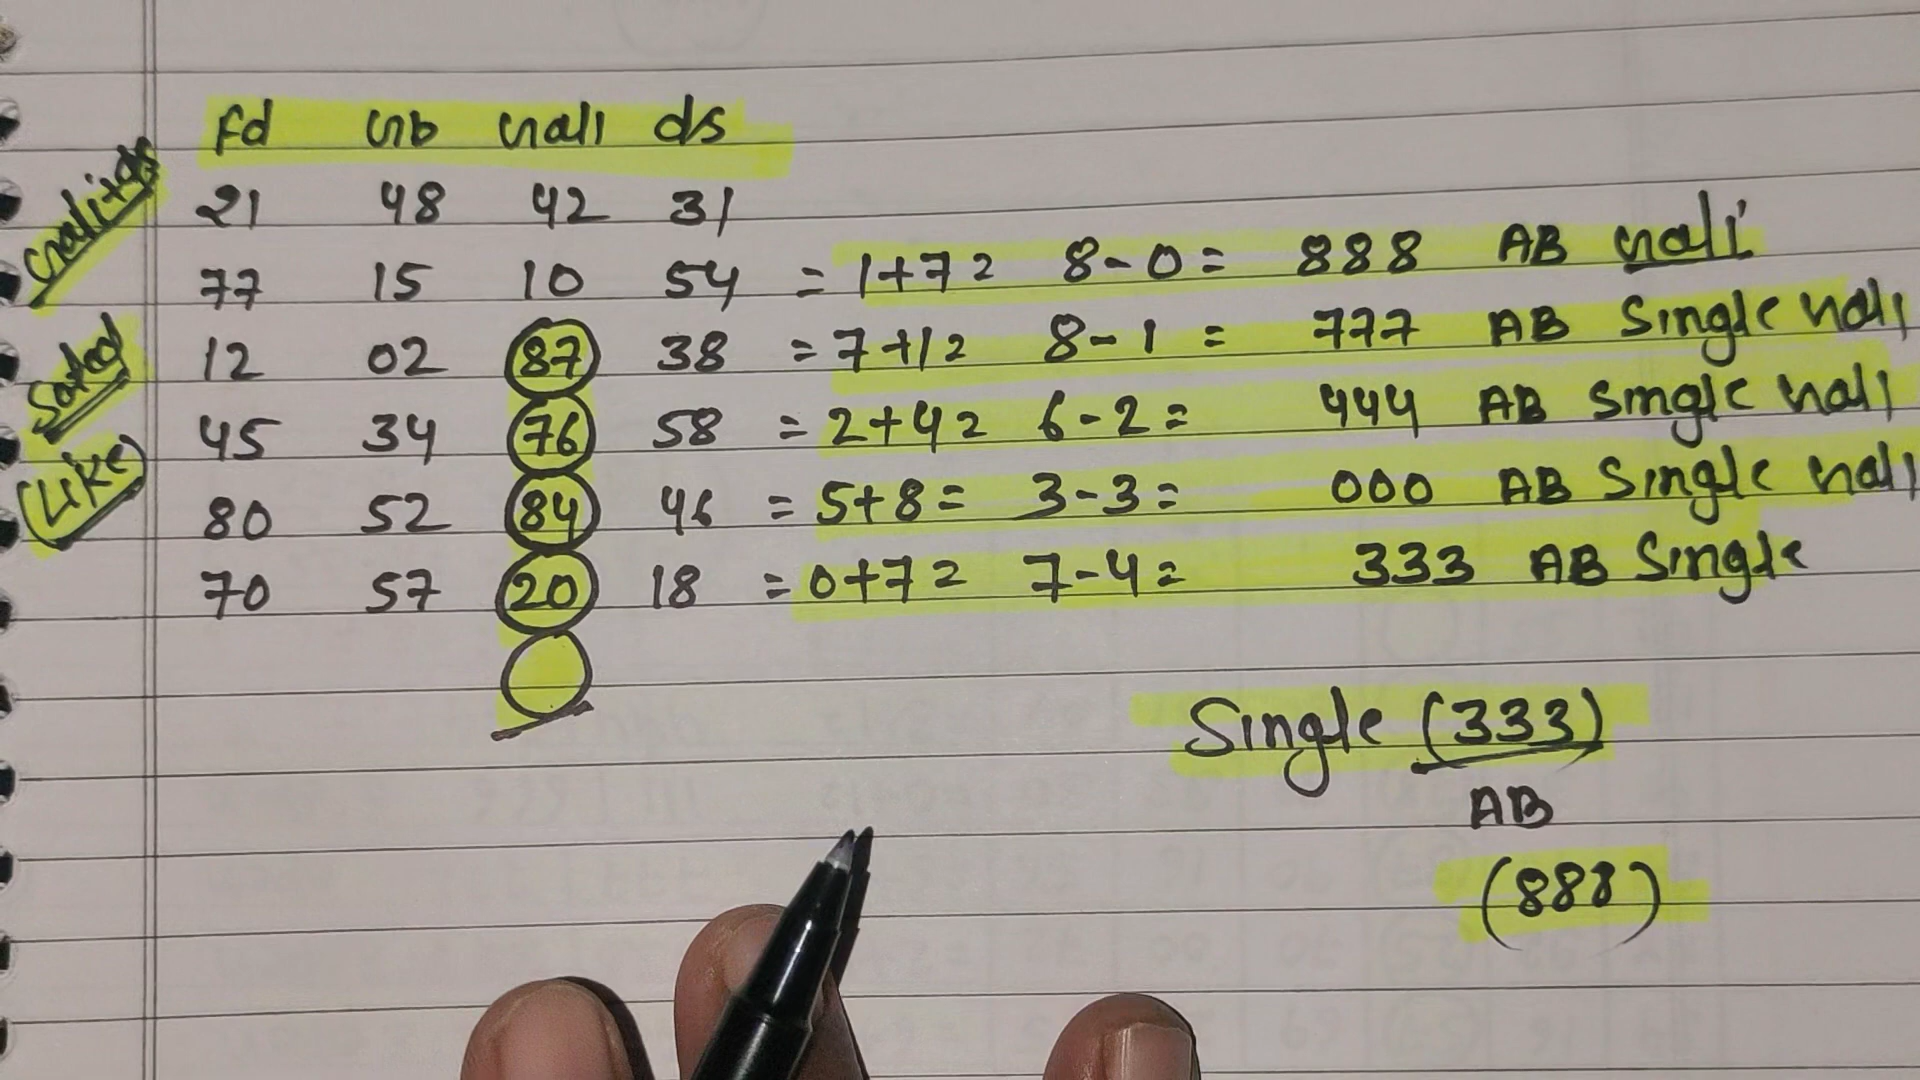 fd gb gali ds
21 48 42 31
77 15 10 54 = 1+7= 8-0= 888 AB gali
12 02 87 38 = 7+1= 8-1= 777 AB Single gali
45 34 76 58 = 2+4= 6-2= 444 AB Single gali
80 52 84 46 = 5+8= 3-3= 000 AB Single gali
70 57 20 18 = 0+7= 7-4= 333 AB Single
Single (333)
AB
(888)
(Like)